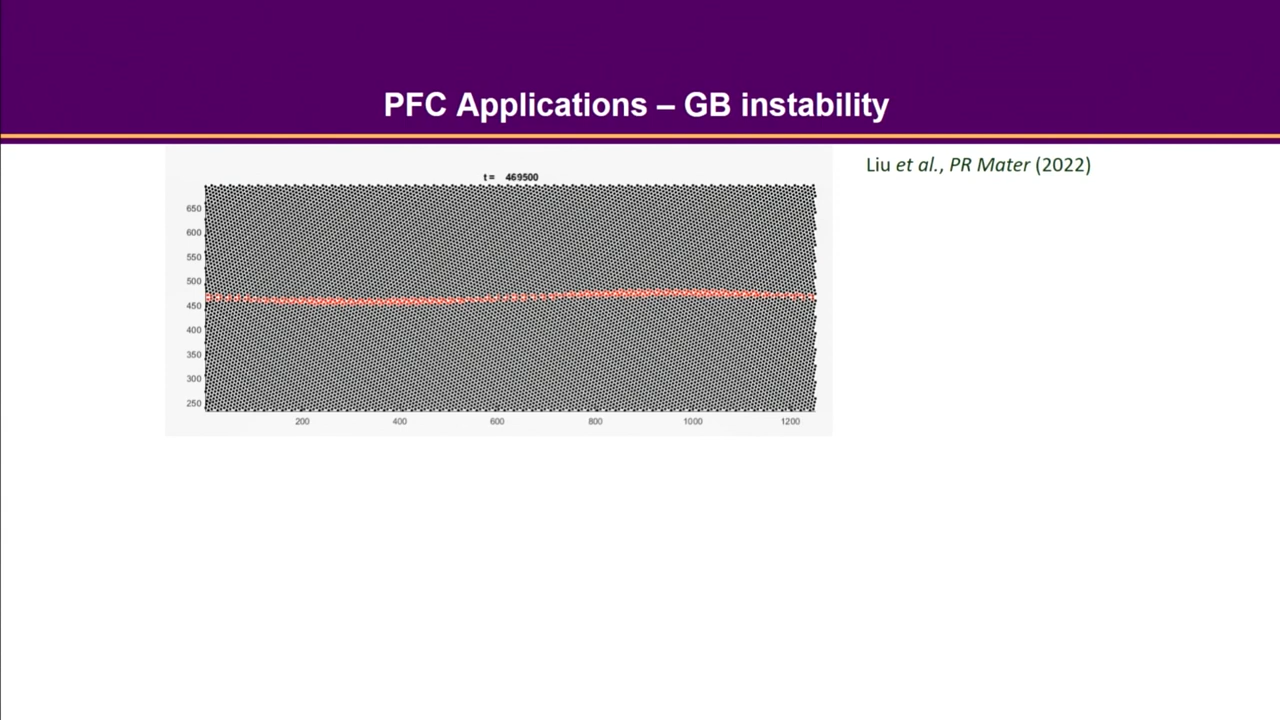 PFC Applications – GB instability
Liu et al., PR Mater (2022)
t = 469500
650
600
550
500
450
400
350
300
250
200 400 600 800 1000 1200